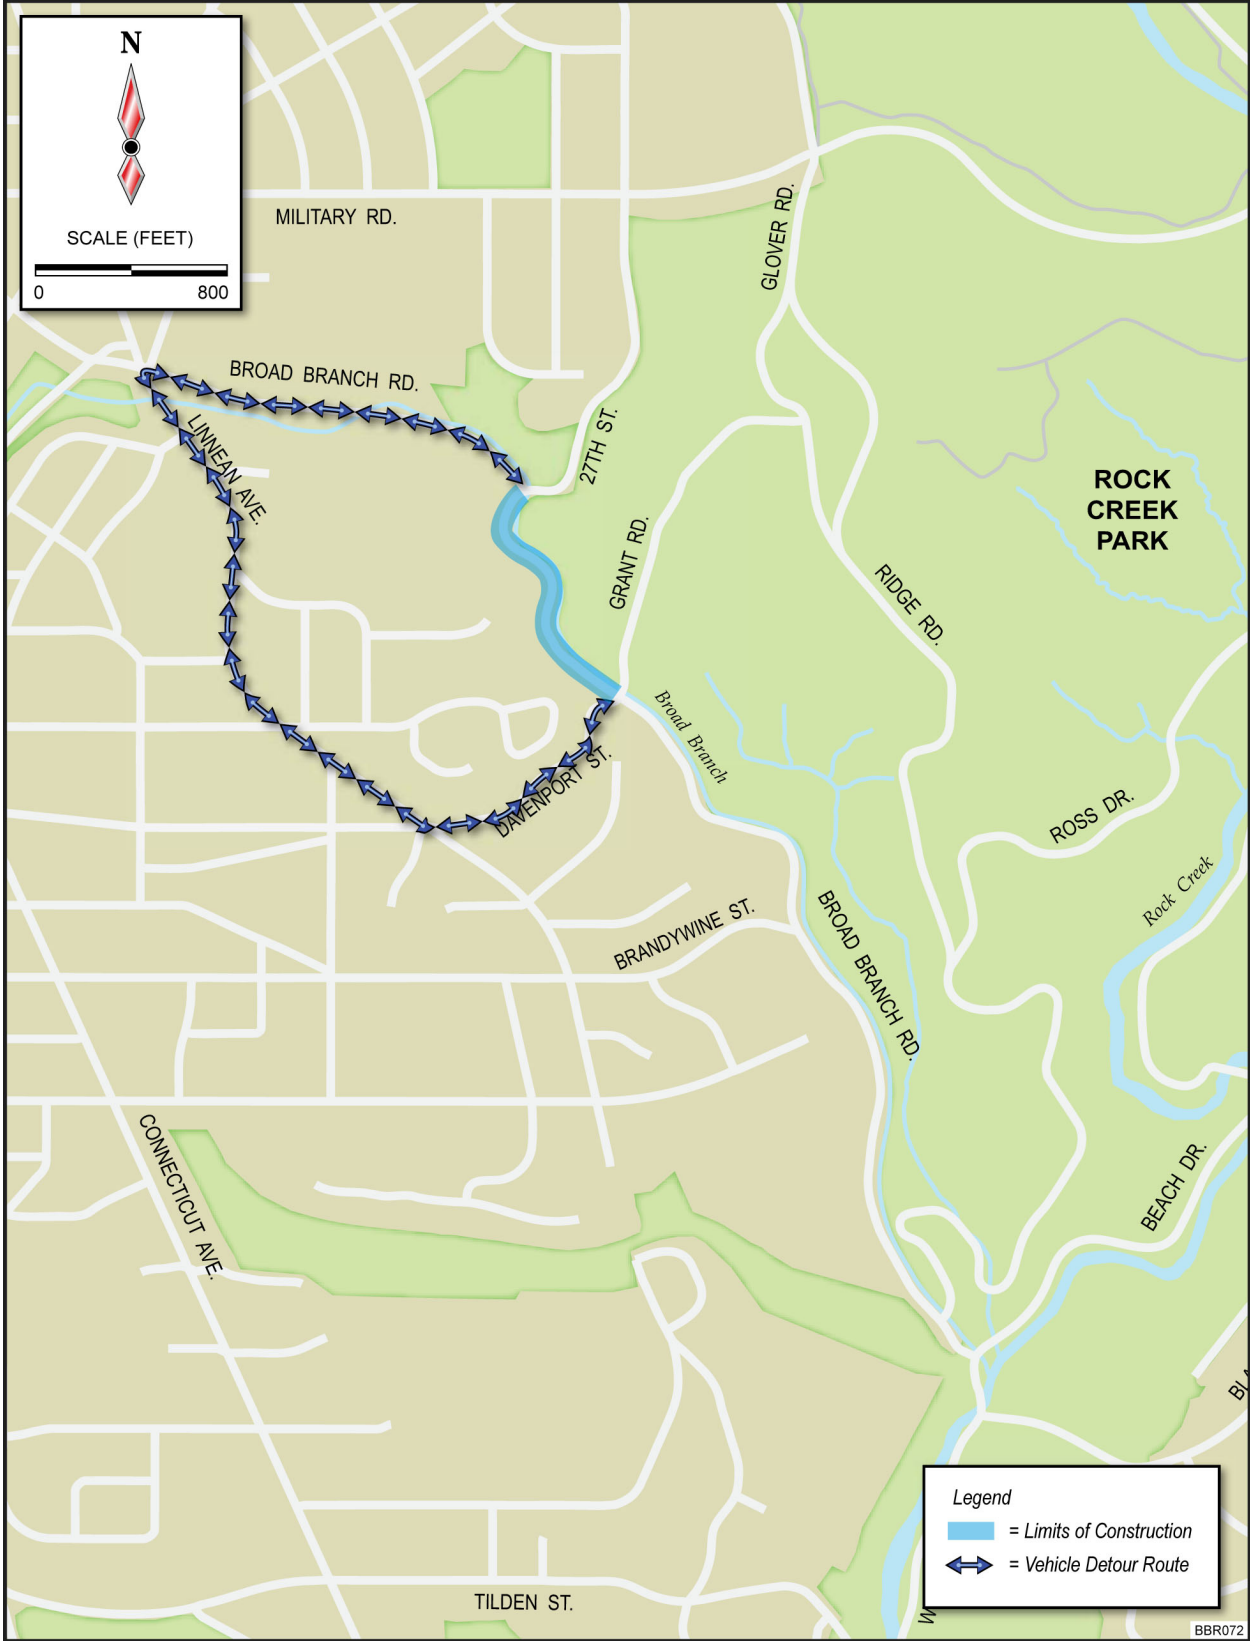 N
SCALE (FEET)
0 800
MILITARY RD.
GLOVER RD.
BROAD BRANCH RD.
LINNEAN AVE.
27TH ST.
GRANT RD.
ROCK
CREEK
PARK
RIDGE RD.
Broad Branch
DAVENPORT ST.
ROSS DR.
Rock Creek
BRANDYWINE ST.
BROAD BRANCH RD.
CONNECTICUT AVE.
BEACH DR.
TILDEN ST.
Legend
= Limits of Construction
= Vehicle Detour Route
BBR072